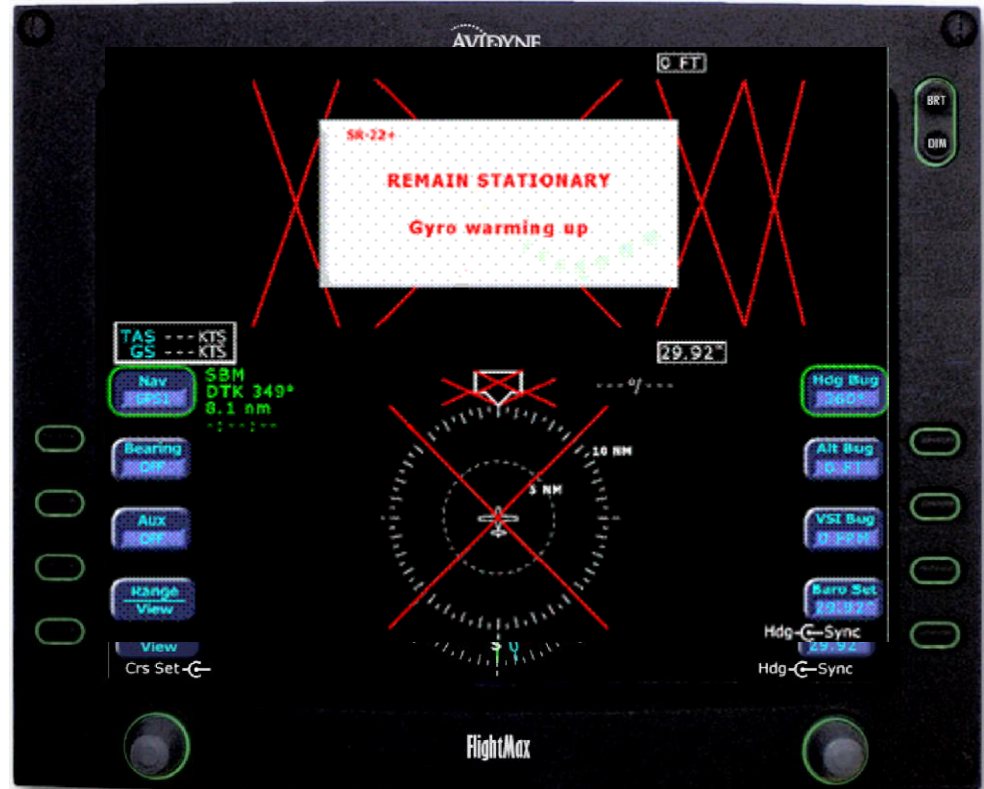 AVIDYNE
0 FT
BRT
DIM
SR-22+
REMAIN STATIONARY
Gyro warming up
TAS ---KTS
GS ---KTS
29.92"
Nav
GPS1
SBM
DTK 349°
8.1 nm
--:--:--
---°/---
Hdg Bug
360°
Bearing
OFF
10 NM
Alt Bug
0 FT
5 NM
Aux
OFF
VSI Bug
0 FPM
Range
View
Baro Set
29.92"
Hdg Sync
View
S
29.92
Crs Set
Hdg Sync
FlightMax